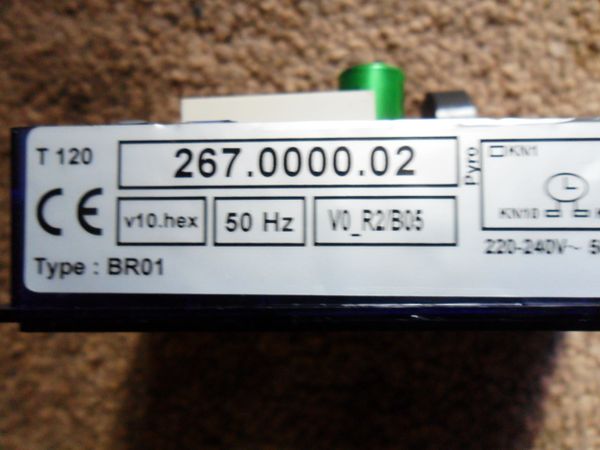 T 120
267.0000.02
CE
v10.hex
50 Hz
V0_R2/B05
Type : BR01
Pyro
KN1
KN10
220-240V~